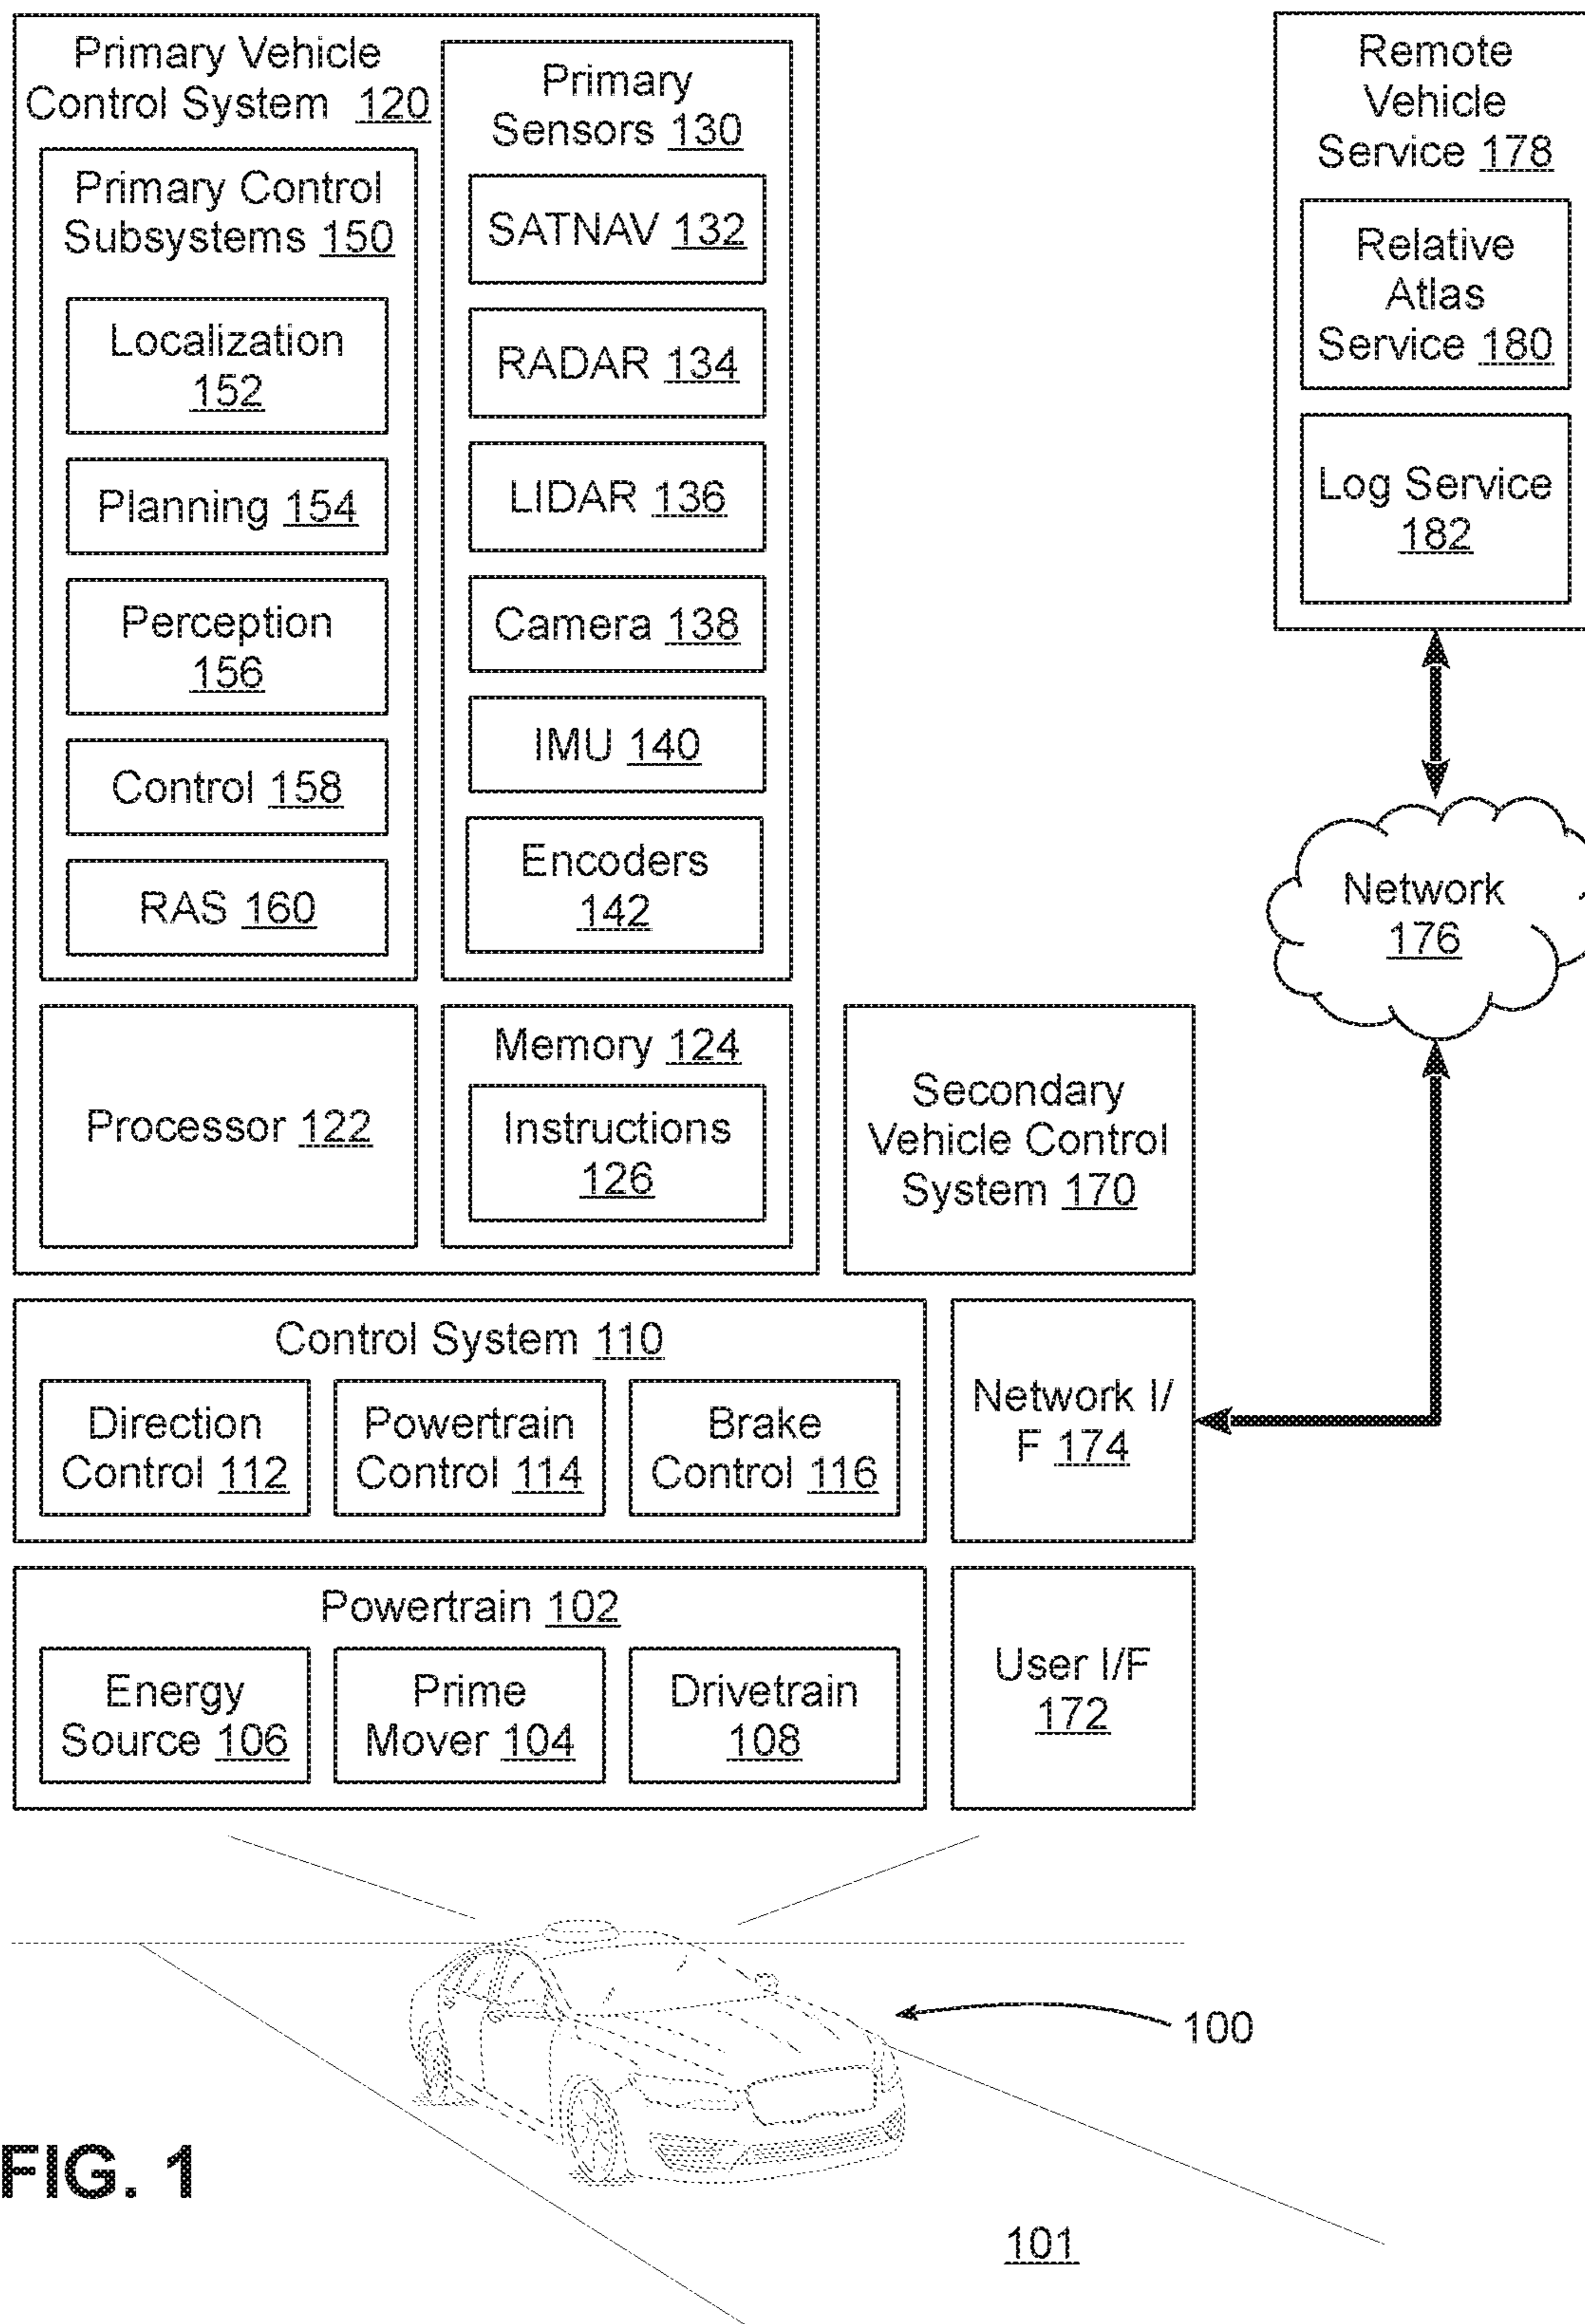 Primary Vehicle
Control System 120
Primary Control
Subsystems 150
Localization
152
Planning 154
Perception
156
Control 158
RAS 160
Primary
Sensors 130
SATNAV 132
RADAR 134
LIDAR 136
Camera 138
IMU 140
Encoders
142
Processor 122
Memory 124
Instructions
126
Secondary
Vehicle Control
System 170
Remote
Vehicle
Service 178
Relative
Atlas
Service 180
Log Service
182
Network
176
Control System 110
Direction
Control 112
Powertrain
Control 114
Brake
Control 116
Network I/
F 174
Powertrain 102
Energy
Source 106
Prime
Mover 104
Drivetrain
108
User I/F
172
100
FIG. 1
101